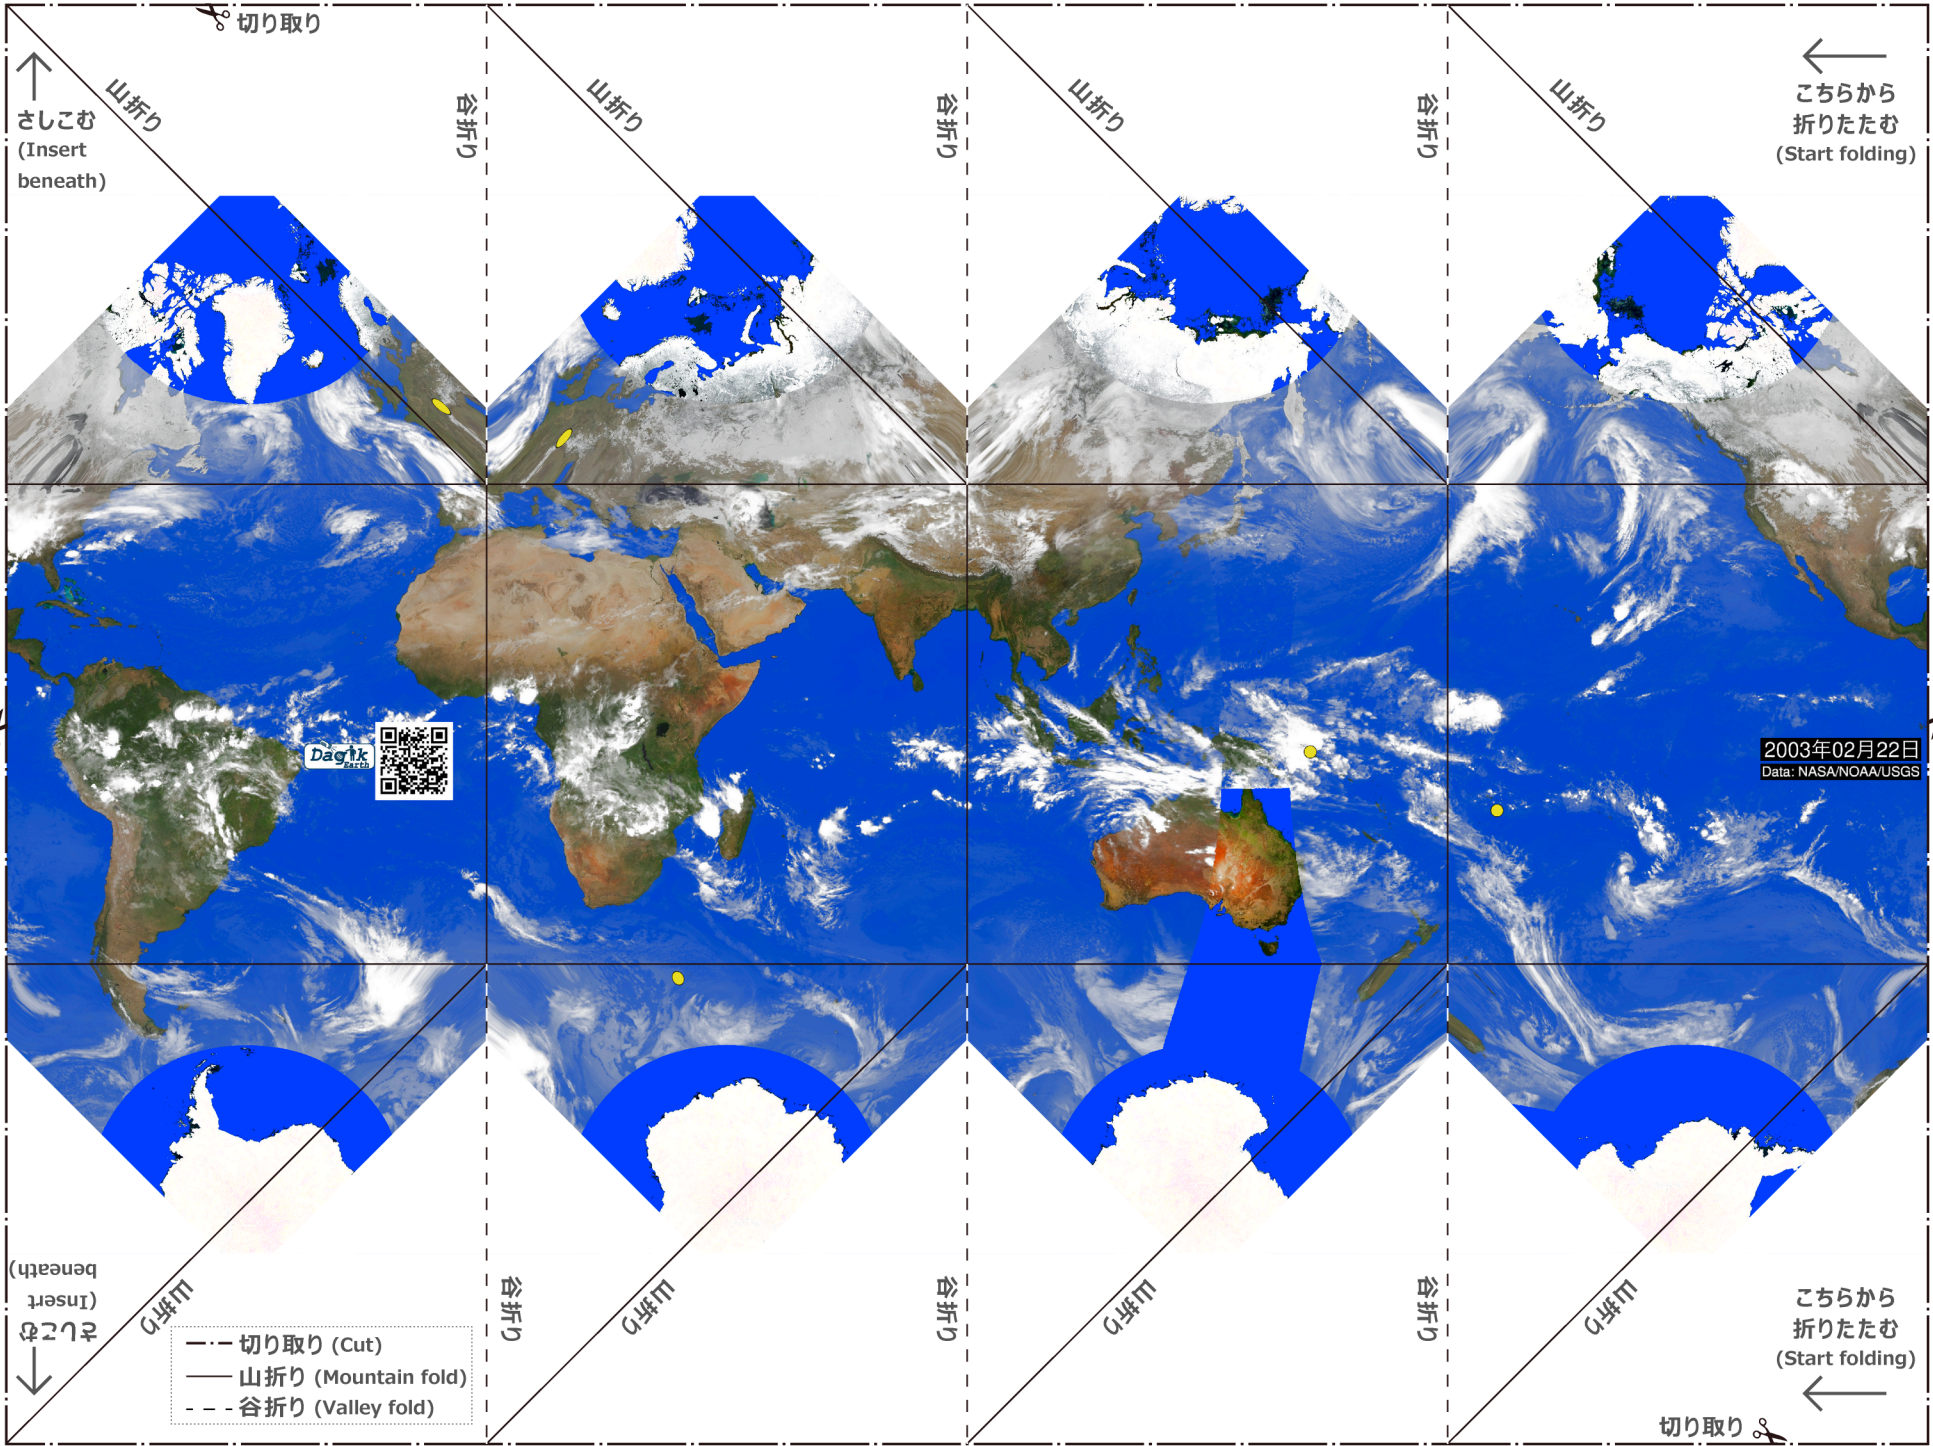 切り取り
山折り
谷折り
山折り
谷折り
山折り
谷折り
山折り
さしこむ
(Insert
beneath)
こちらから
折りたたむ
(Start folding)
Dagik
Earth
2003年02月22日
Data: NASA/NOAA/USGS
さしこむ
(Insert
beneath)
山折り
谷折り
山折り
谷折り
山折り
谷折り
山折り
こちらから
折りたたむ
(Start folding)
切り取り (Cut)
山折り (Mountain fold)
谷折り (Valley fold)
切り取り